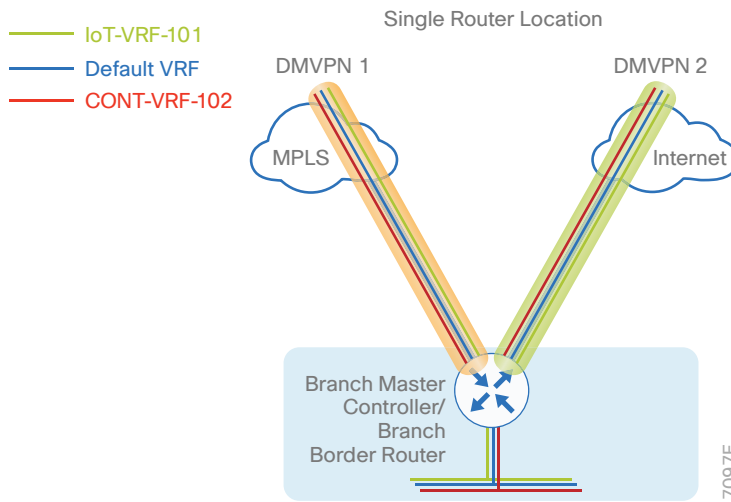 Single Router Location
IoT-VRF-101
Default VRF
CONT-VRF-102
DMVPN 1
DMVPN 2
MPLS
Internet
Branch Master
Controller/
Branch
Border Router